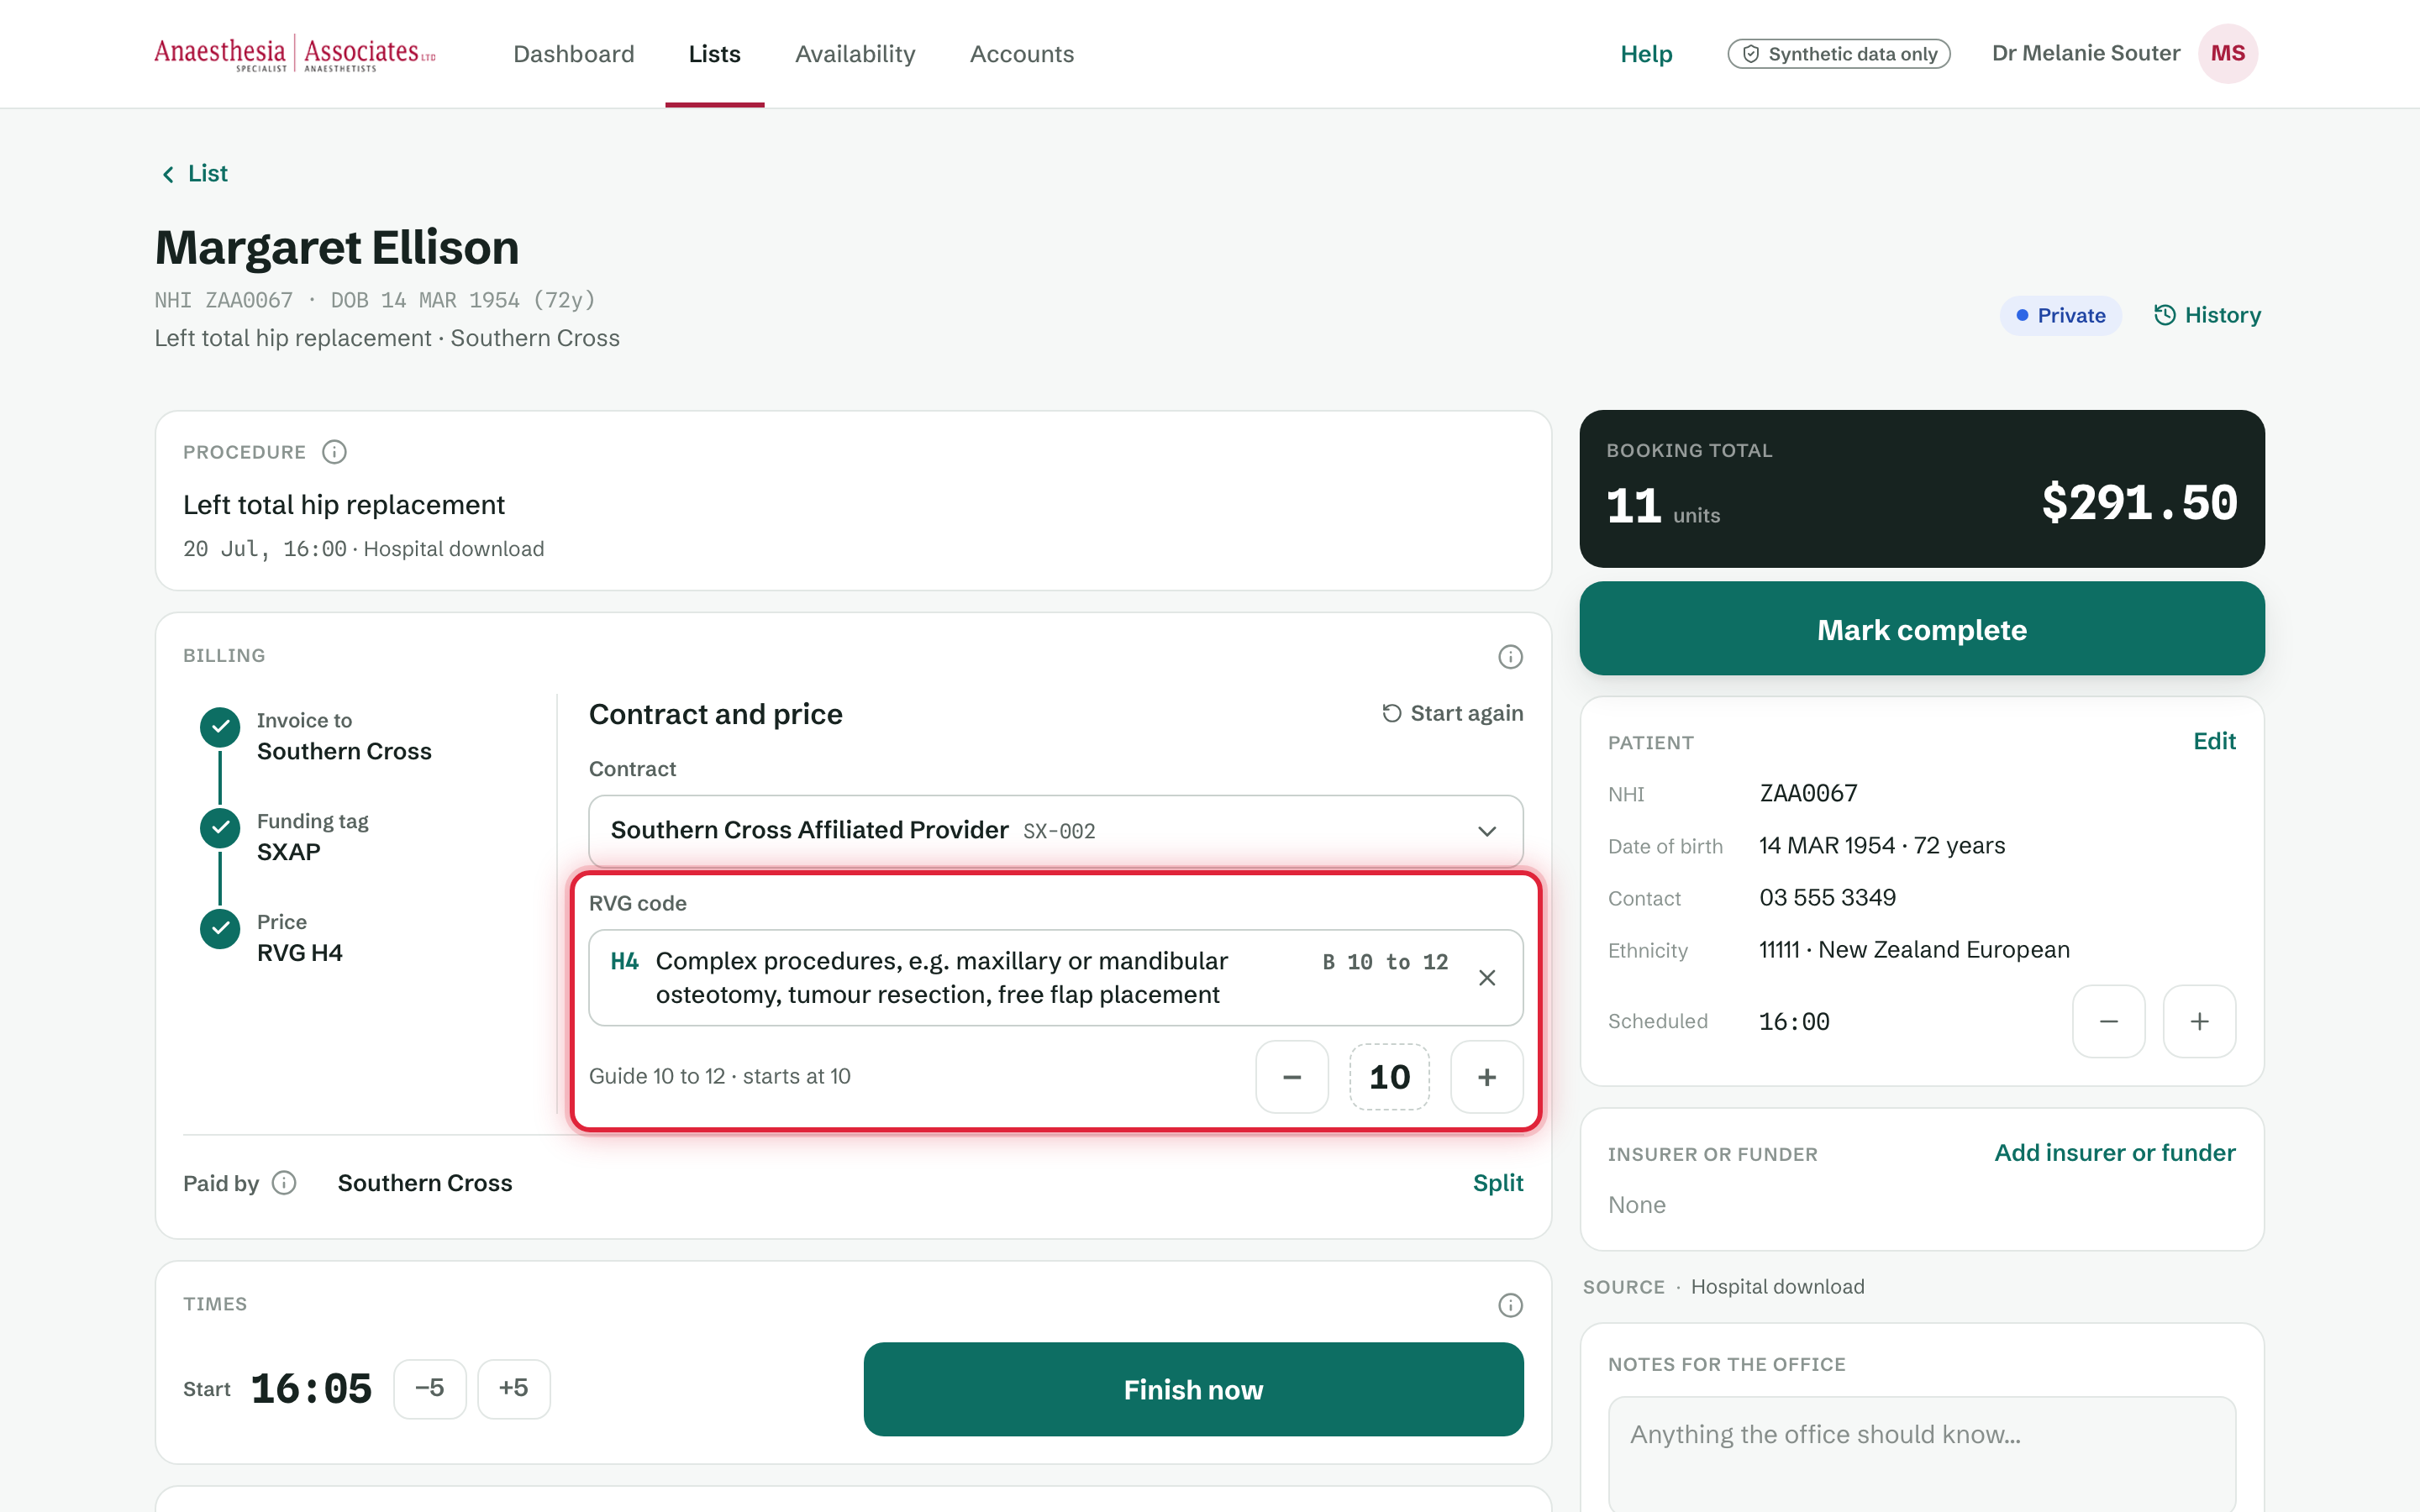 Anaesthesia | Associates LTD
SPECIALIST ANAESTHETISTS
Dashboard
Lists
Availability
Accounts
Help
Synthetic data only
Dr Melanie Souter
MS
List
Margaret Ellison
NHI ZAA0067 · DOB 14 MAR 1954 (72y)
Left total hip replacement · Southern Cross
Private
History
PROCEDURE
Left total hip replacement
20 Jul, 16:00 · Hospital download
BILLING
Invoice to
Southern Cross
Funding tag
SXAP
Price
RVG H4
Contract and price
Start again
Contract
Southern Cross Affiliated Provider SX-002
RVG code
H4 Complex procedures, e.g. maxillary or mandibular B 10 to 12
osteotomy, tumour resection, free flap placement
Guide 10 to 12 · starts at 10
− 10 +
Paid by
Southern Cross
Split
TIMES
Start 16:05 −5 +5
Finish now
BOOKING TOTAL
11 units $291.50
Mark complete
PATIENT
Edit
NHI ZAA0067
Date of birth 14 MAR 1954 · 72 years
Contact 03 555 3349
Ethnicity 11111 · New Zealand European
Scheduled 16:00 − +
INSURER OR FUNDER
Add insurer or funder
None
SOURCE · Hospital download
NOTES FOR THE OFFICE
Anything the office should know...